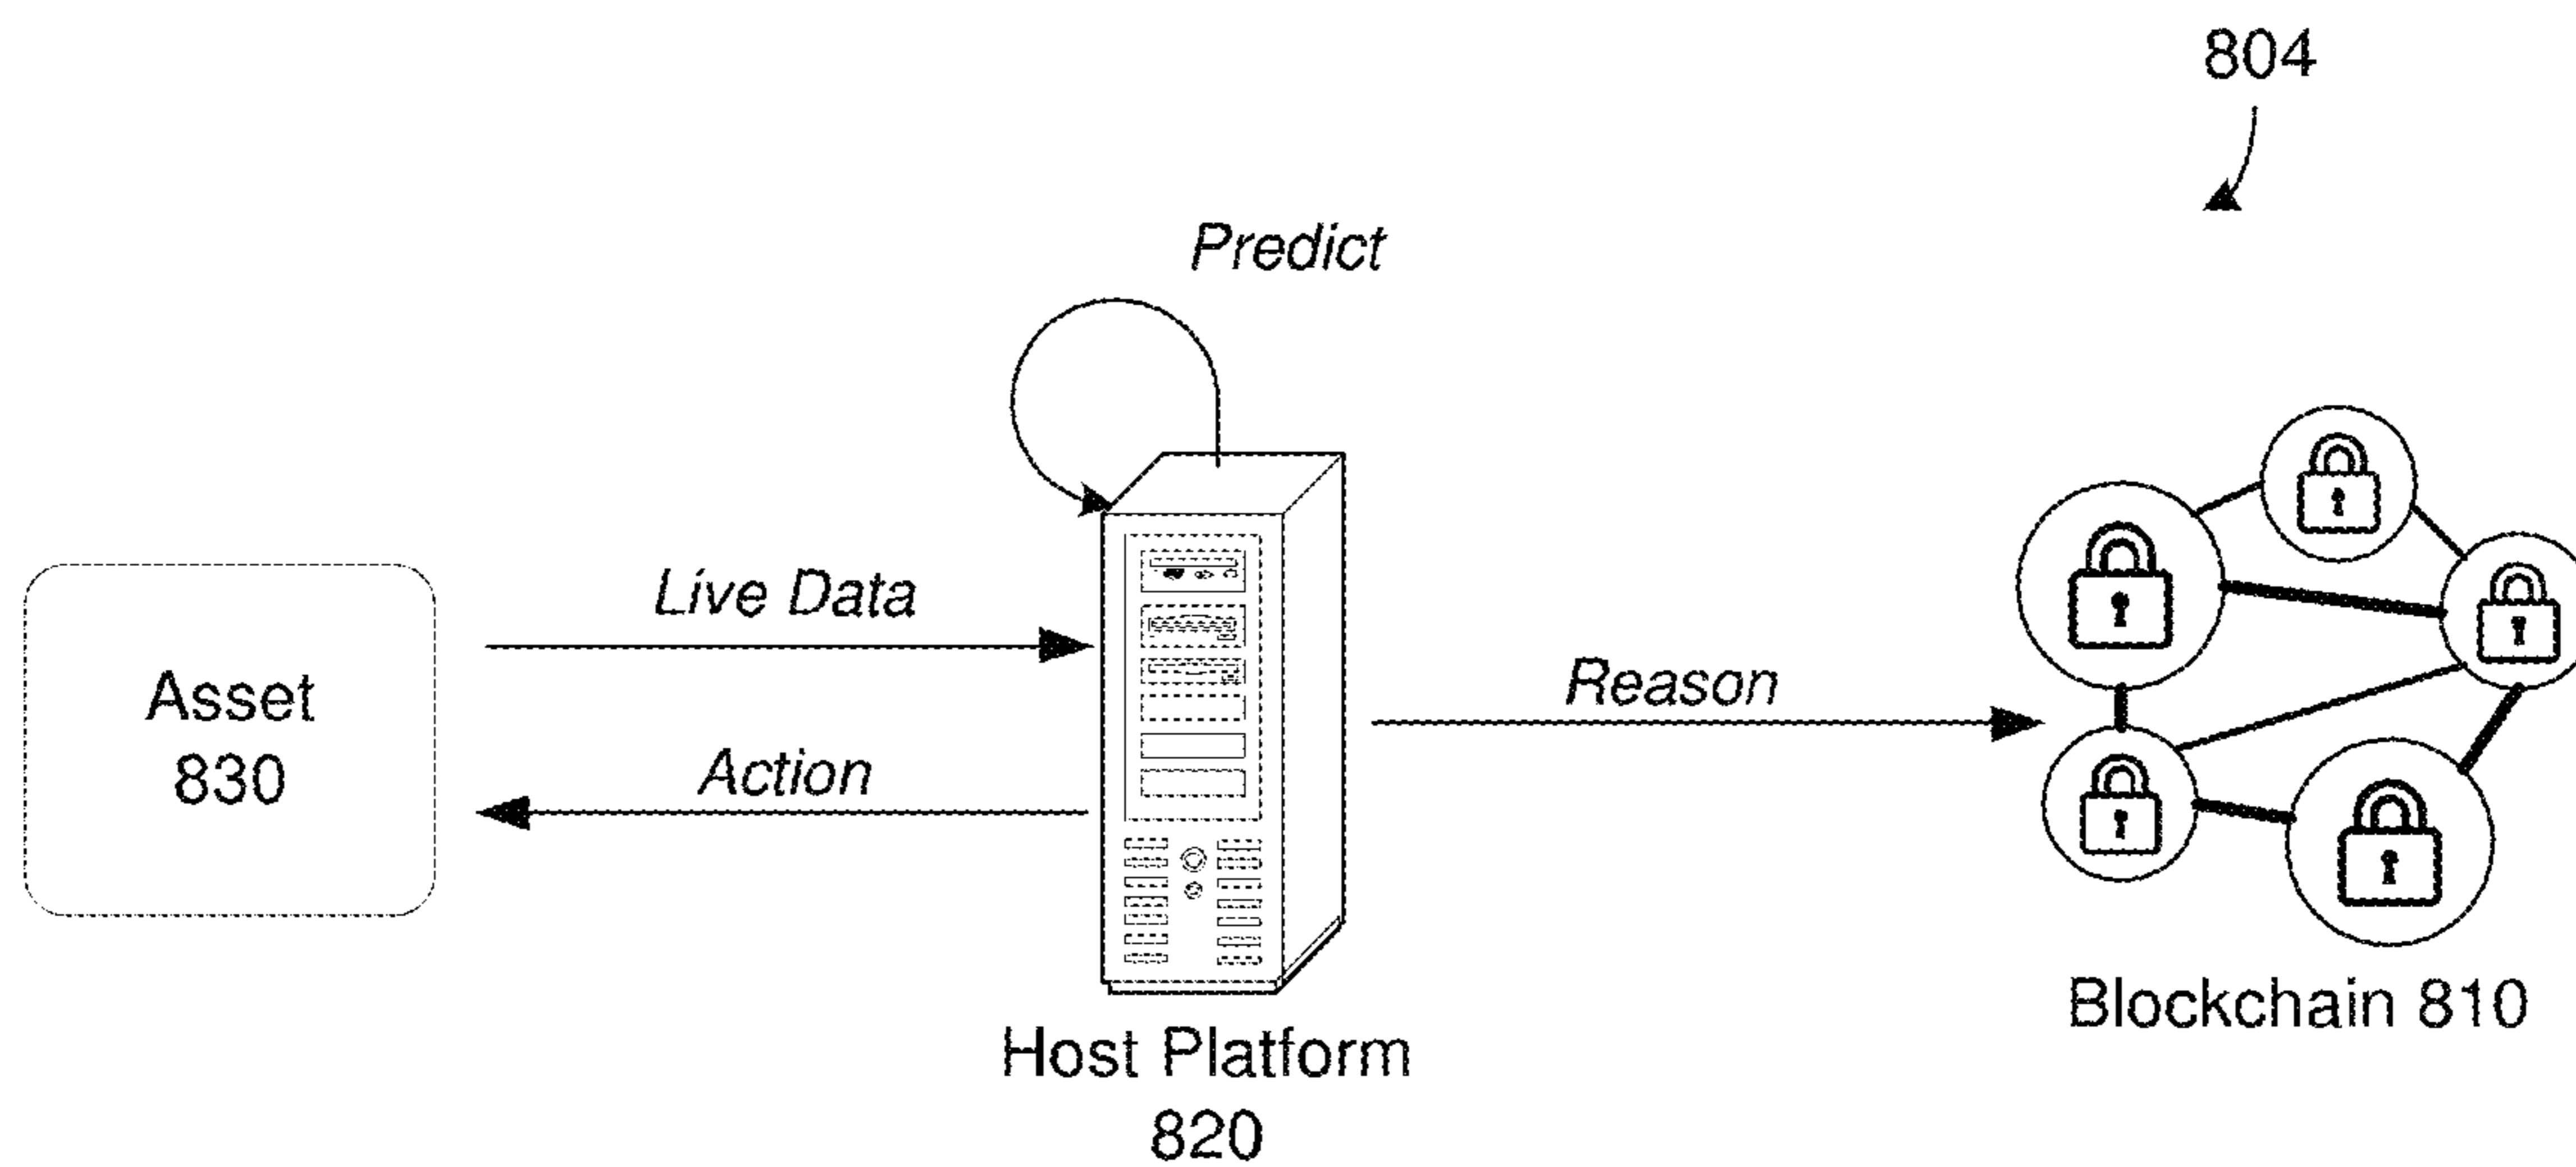 804
Predict
Live Data
Asset
830
Action
Reason
Host Platform
820
Blockchain 810